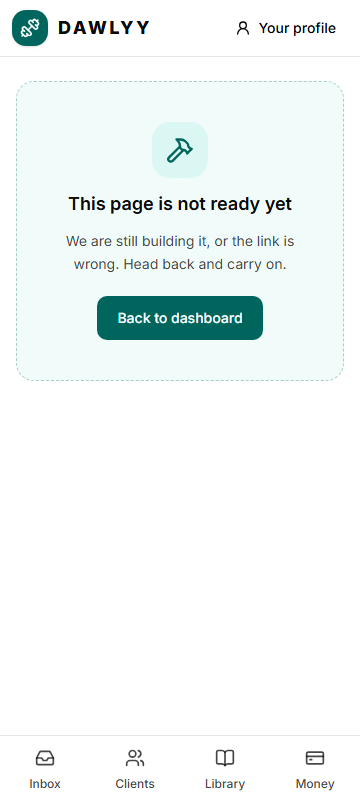 DAWLYY
Your profile
This page is not ready yet
We are still building it, or the link is
wrong. Head back and carry on.
Back to dashboard
Inbox
Clients
Library
Money